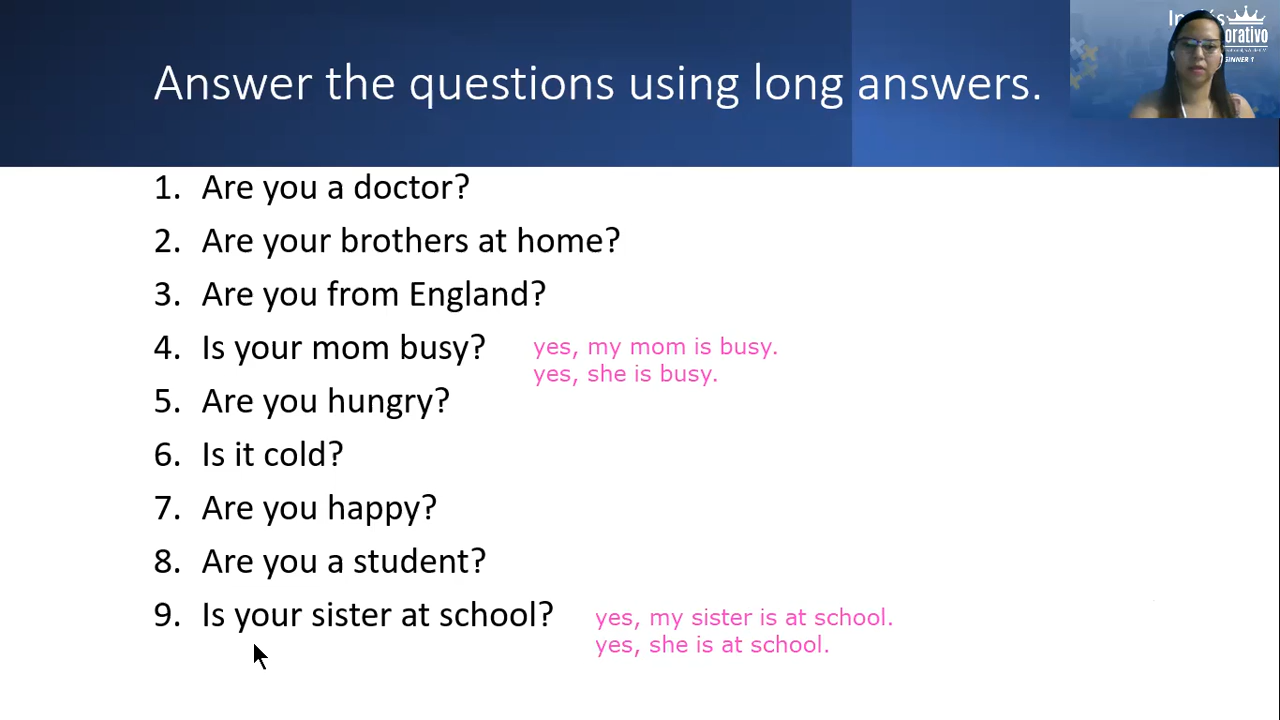 Answer the questions using long answers.
orativo
1. Are you a doctor?
2. Are your brothers at home?
3. Are you from England?
4. Is your mom busy? yes, my mom is busy.
yes, she is busy.
5. Are you hungry?
6. Is it cold?
7. Are you happy?
8. Are you a student?
9. Is your sister at school? yes, my sister is at school.
yes, she is at school.